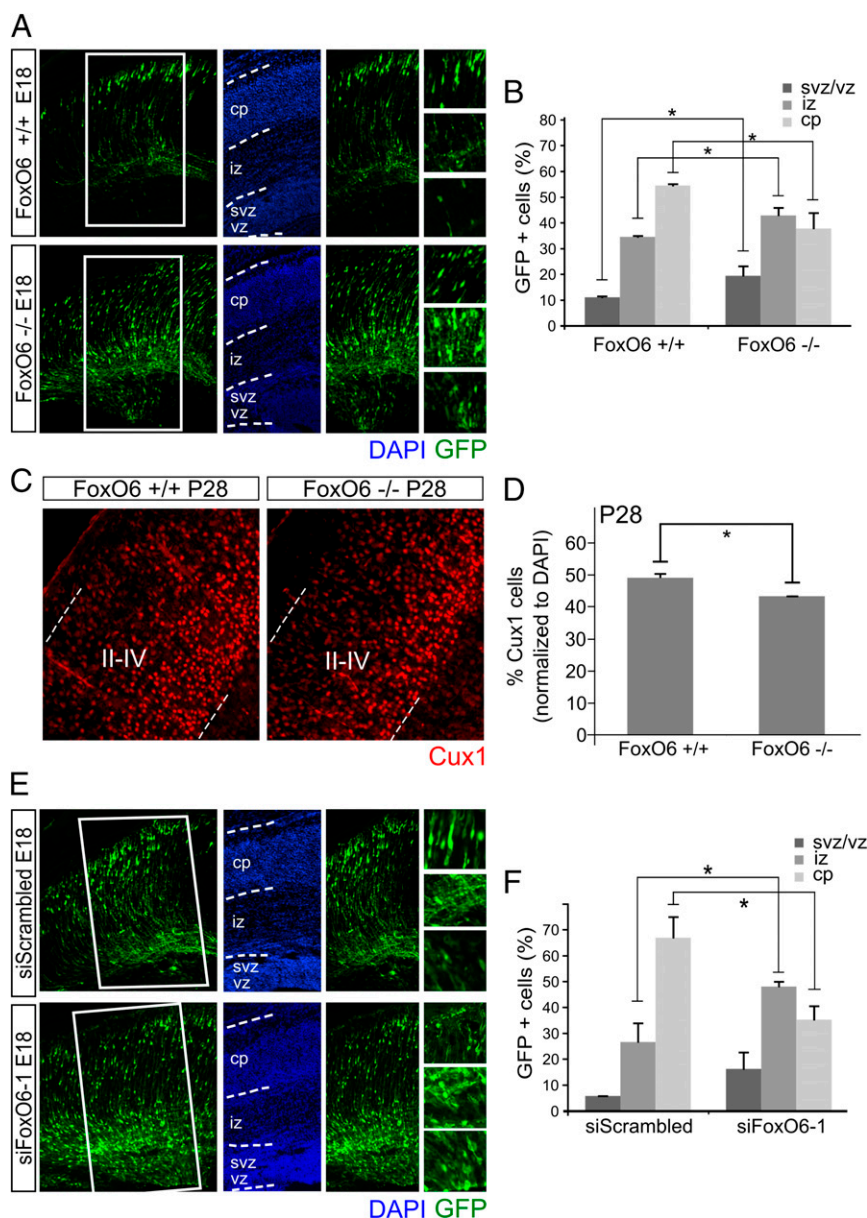 A
FoxO6 +/+ E18
cp
iz
svz
vz
FoxO6 -/- E18
cp
iz
svz
vz
DAPI GFP
B
svz/vz
iz
cp
GFP + cells (%)
80
70
60
50
40
30
20
10
0
*
*
*
FoxO6 +/+
FoxO6 -/-
C
FoxO6 +/+ P28
FoxO6 -/- P28
II-IV
II-IV
Cux1
D
P28
% Cux1 cells
(normalized to DAPI)
60
50
40
30
20
10
0
*
FoxO6 +/+
FoxO6 -/-
E
siScrambled E18
cp
iz
svz
vz
siFoxO6-1 E18
cp
iz
svz
vz
DAPI GFP
F
svz/vz
iz
cp
GFP + cells (%)
80
70
60
50
40
30
20
10
0
*
*
siScrambled
siFoxO6-1